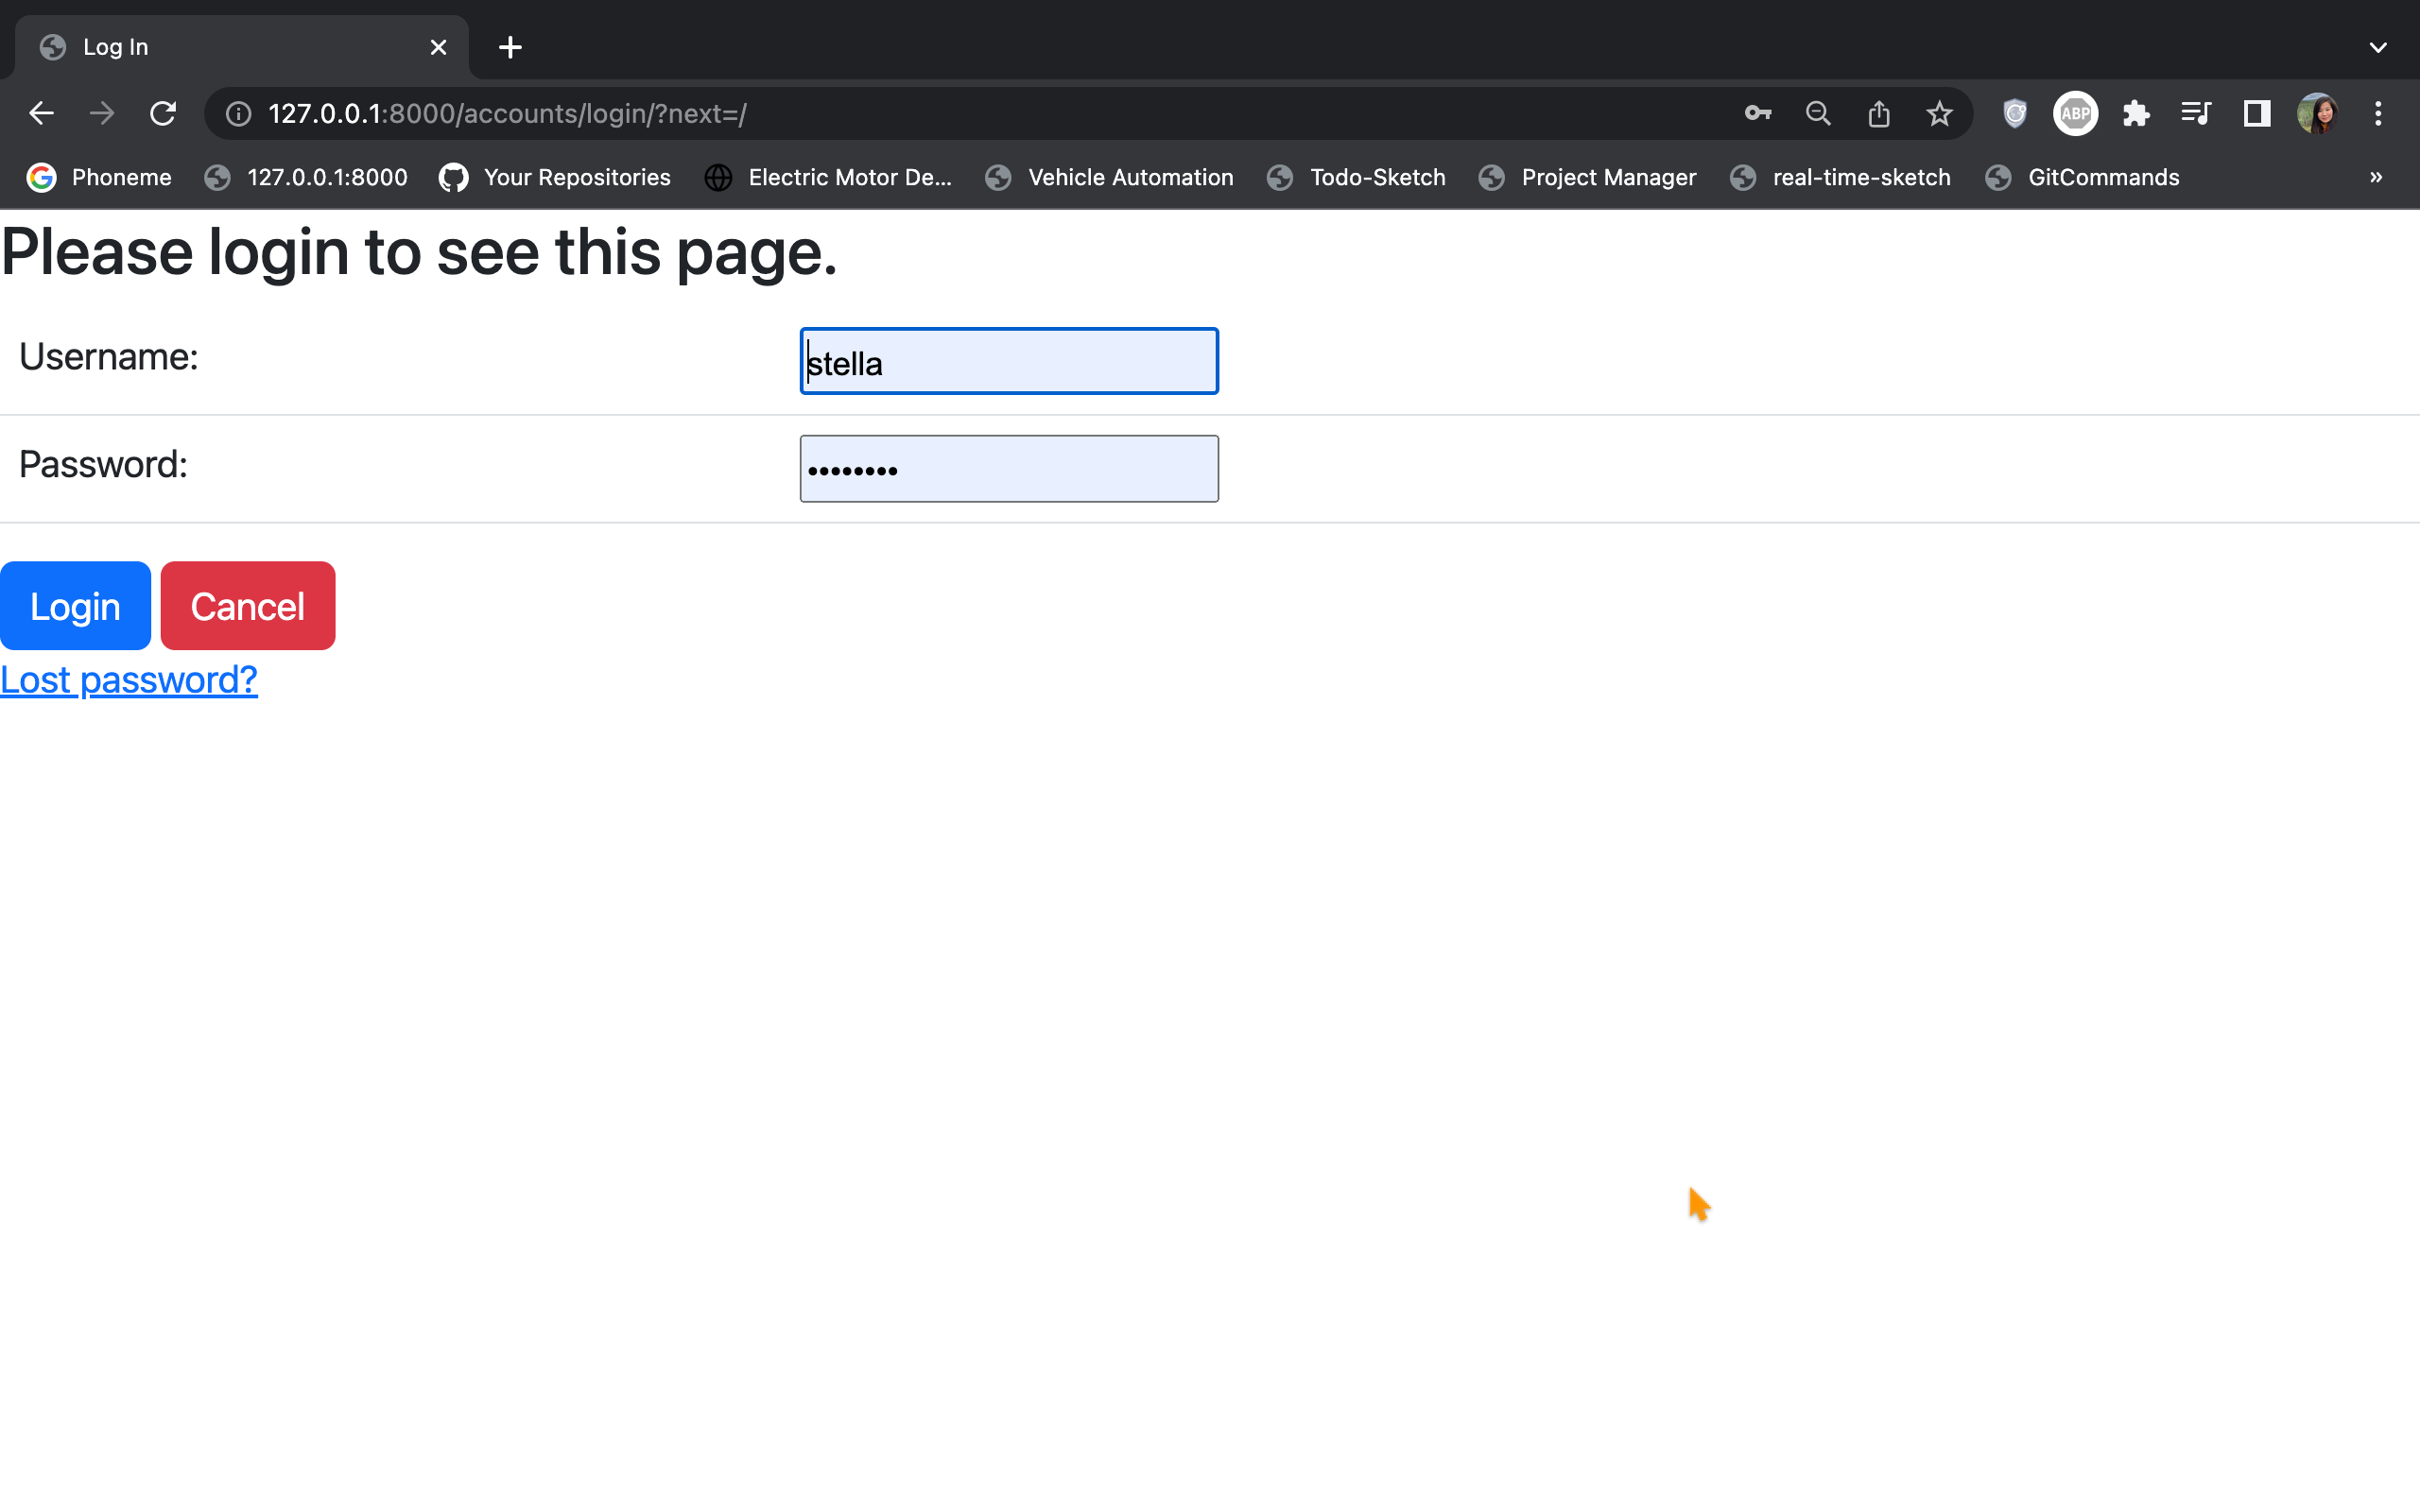 Log In
127.0.0.1:8000/accounts/login/?next=/
ABP
Phoneme 127.0.0.1:8000 Your Repositories Electric Motor De... Vehicle Automation Todo-Sketch Project Manager real-time-sketch GitCommands »
Please login to see this page.
Username: stella
Password: ••••••••
Login Cancel
Lost password?